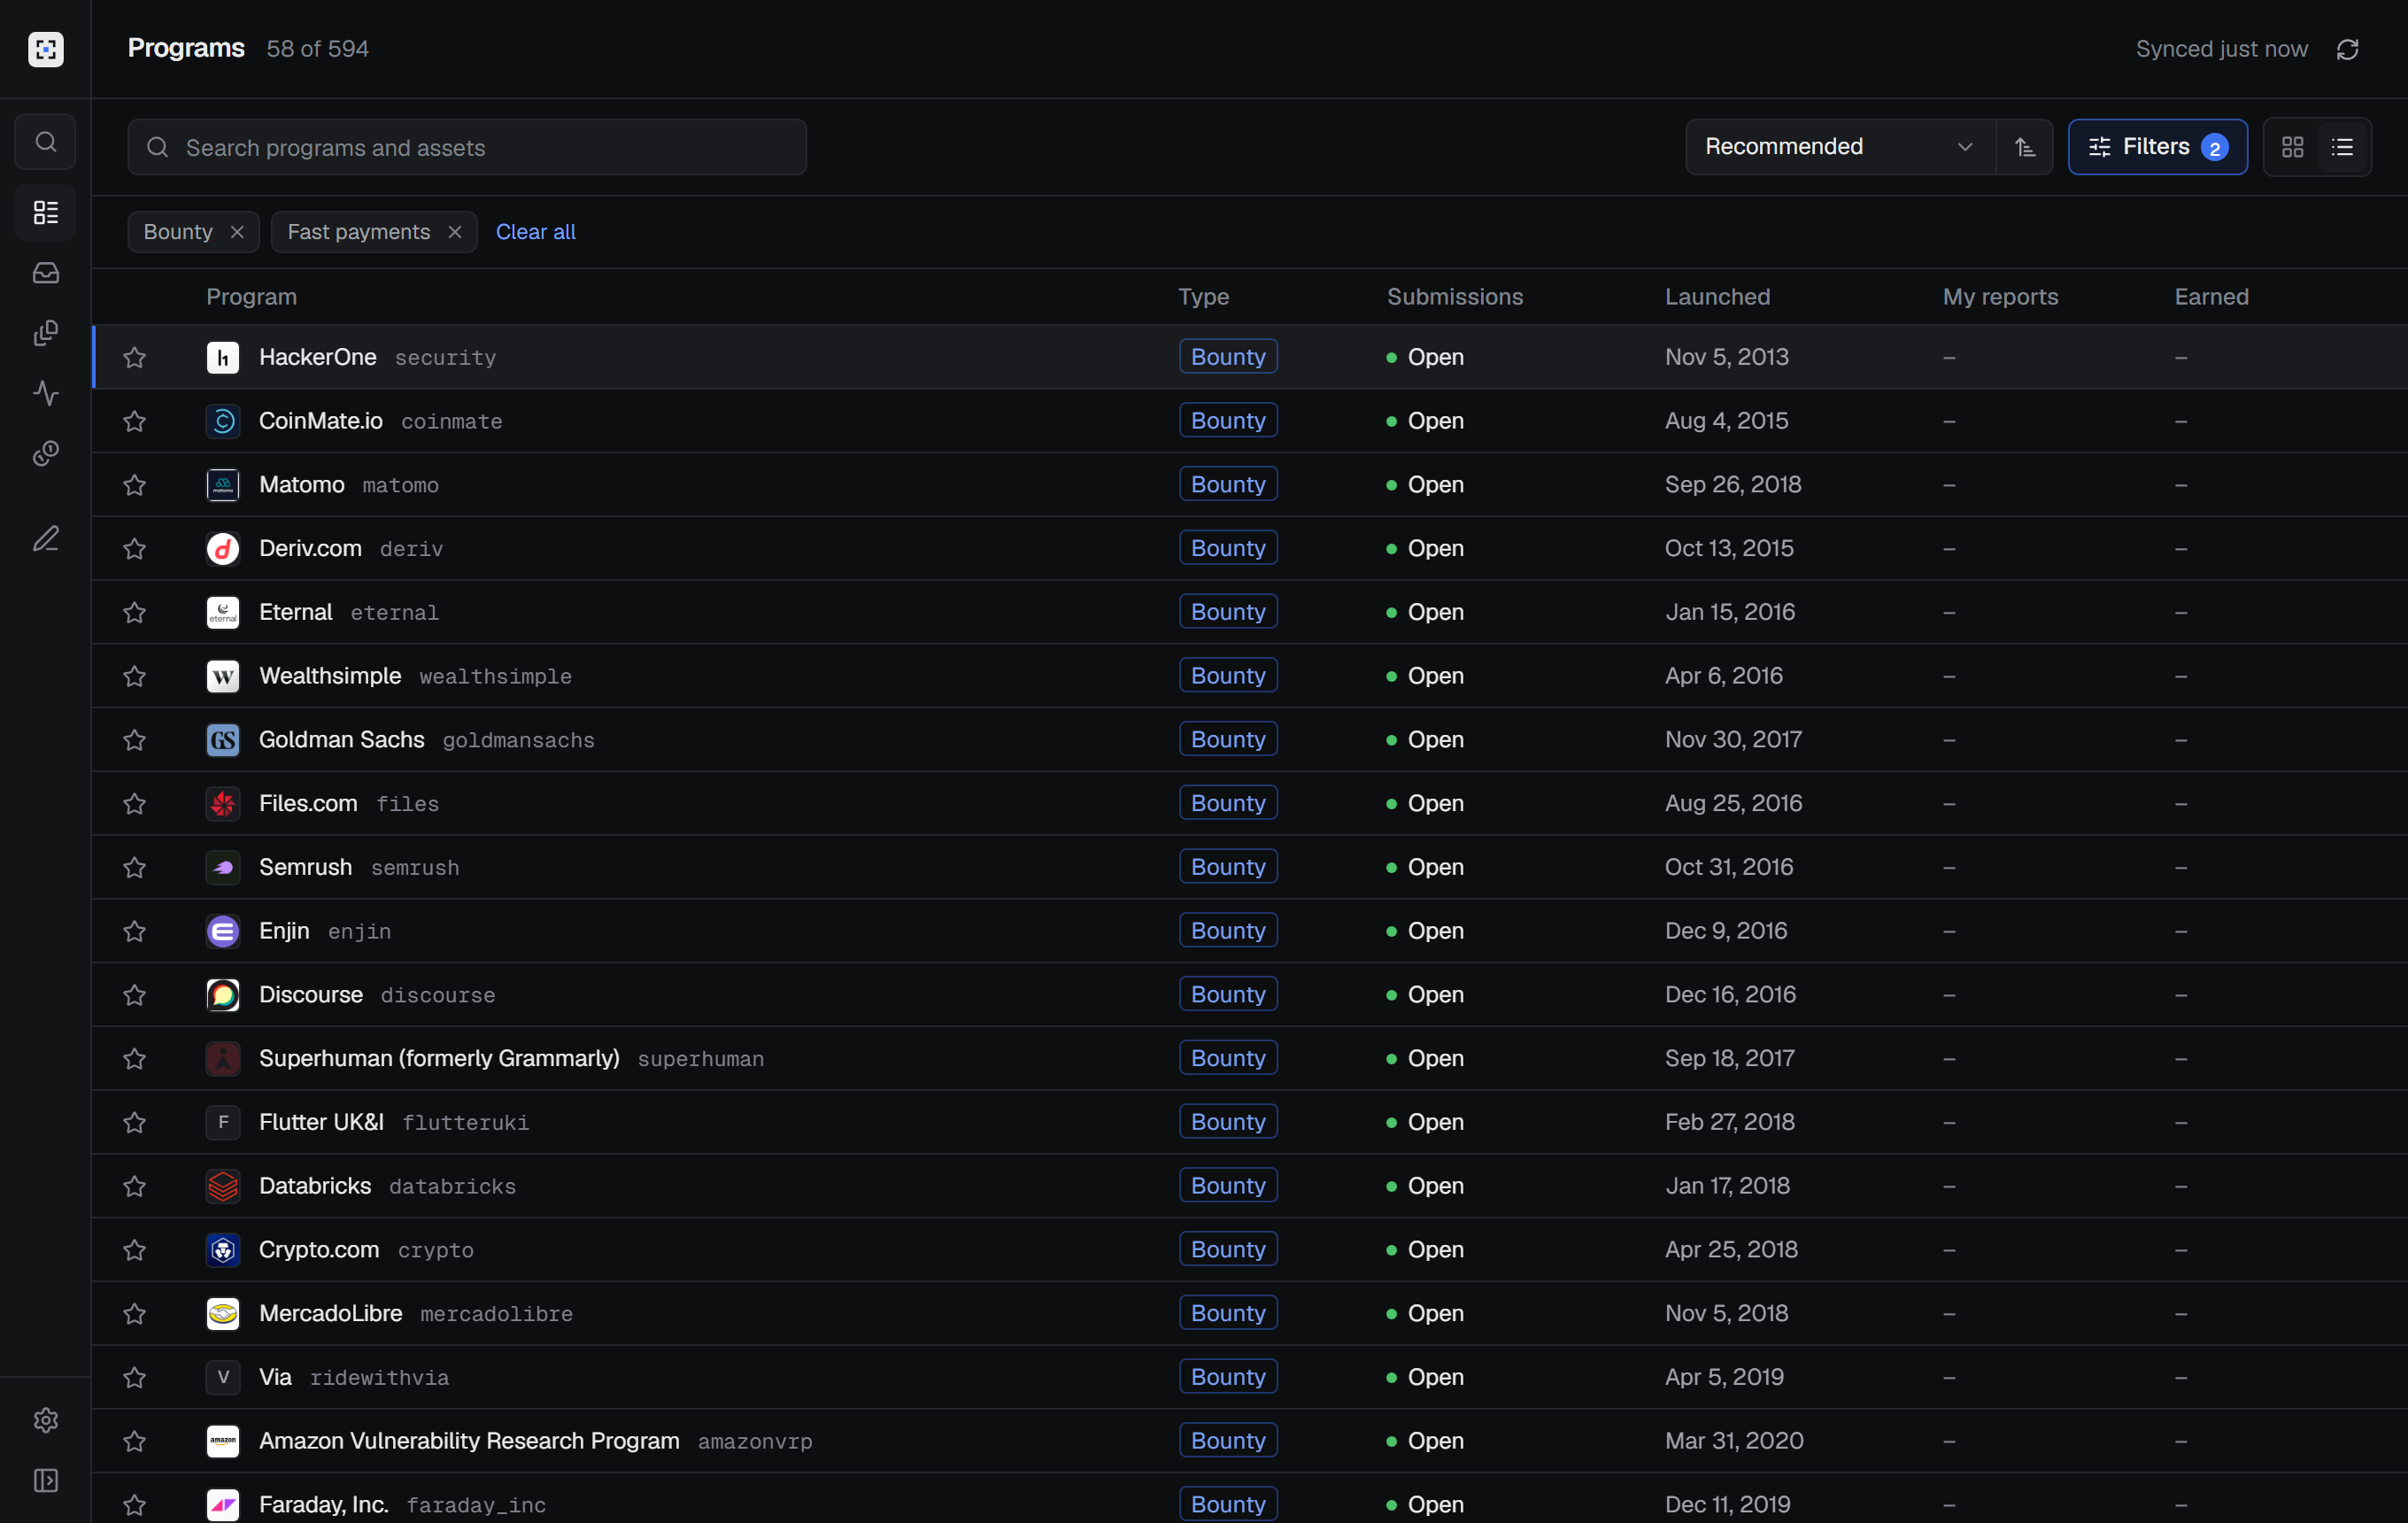 Programs 58 of 594 Synced just now
Search programs and assets Recommended Filters 2
Bounty Fast payments Clear all
Program Type Submissions Launched My reports Earned
h1 HackerOne security Bounty Open Nov 5, 2013 – –
CoinMate.io coinmate Bounty Open Aug 4, 2015 – –
matomo Matomo matomo Bounty Open Sep 26, 2018 – –
d Deriv.com deriv Bounty Open Oct 13, 2015 – –
eternal Eternal eternal Bounty Open Jan 15, 2016 – –
W Wealthsimple wealthsimple Bounty Open Apr 6, 2016 – –
GS Goldman Sachs goldmansachs Bounty Open Nov 30, 2017 – –
Files.com files Bounty Open Aug 25, 2016 – –
Semrush semrush Bounty Open Oct 31, 2016 – –
Enjin enjin Bounty Open Dec 9, 2016 – –
Discourse discourse Bounty Open Dec 16, 2016 – –
Superhuman (formerly Grammarly) superhuman Bounty Open Sep 18, 2017 – –
F Flutter UK&I flutteruki Bounty Open Feb 27, 2018 – –
Databricks databricks Bounty Open Jan 17, 2018 – –
Crypto.com crypto Bounty Open Apr 25, 2018 – –
MercadoLibre mercadolibre Bounty Open Nov 5, 2018 – –
V Via ridewithvia Bounty Open Apr 5, 2019 – –
amazon Amazon Vulnerability Research Program amazonvrp Bounty Open Mar 31, 2020 – –
Faraday, Inc. faraday_inc Bounty Open Dec 11, 2019 – –